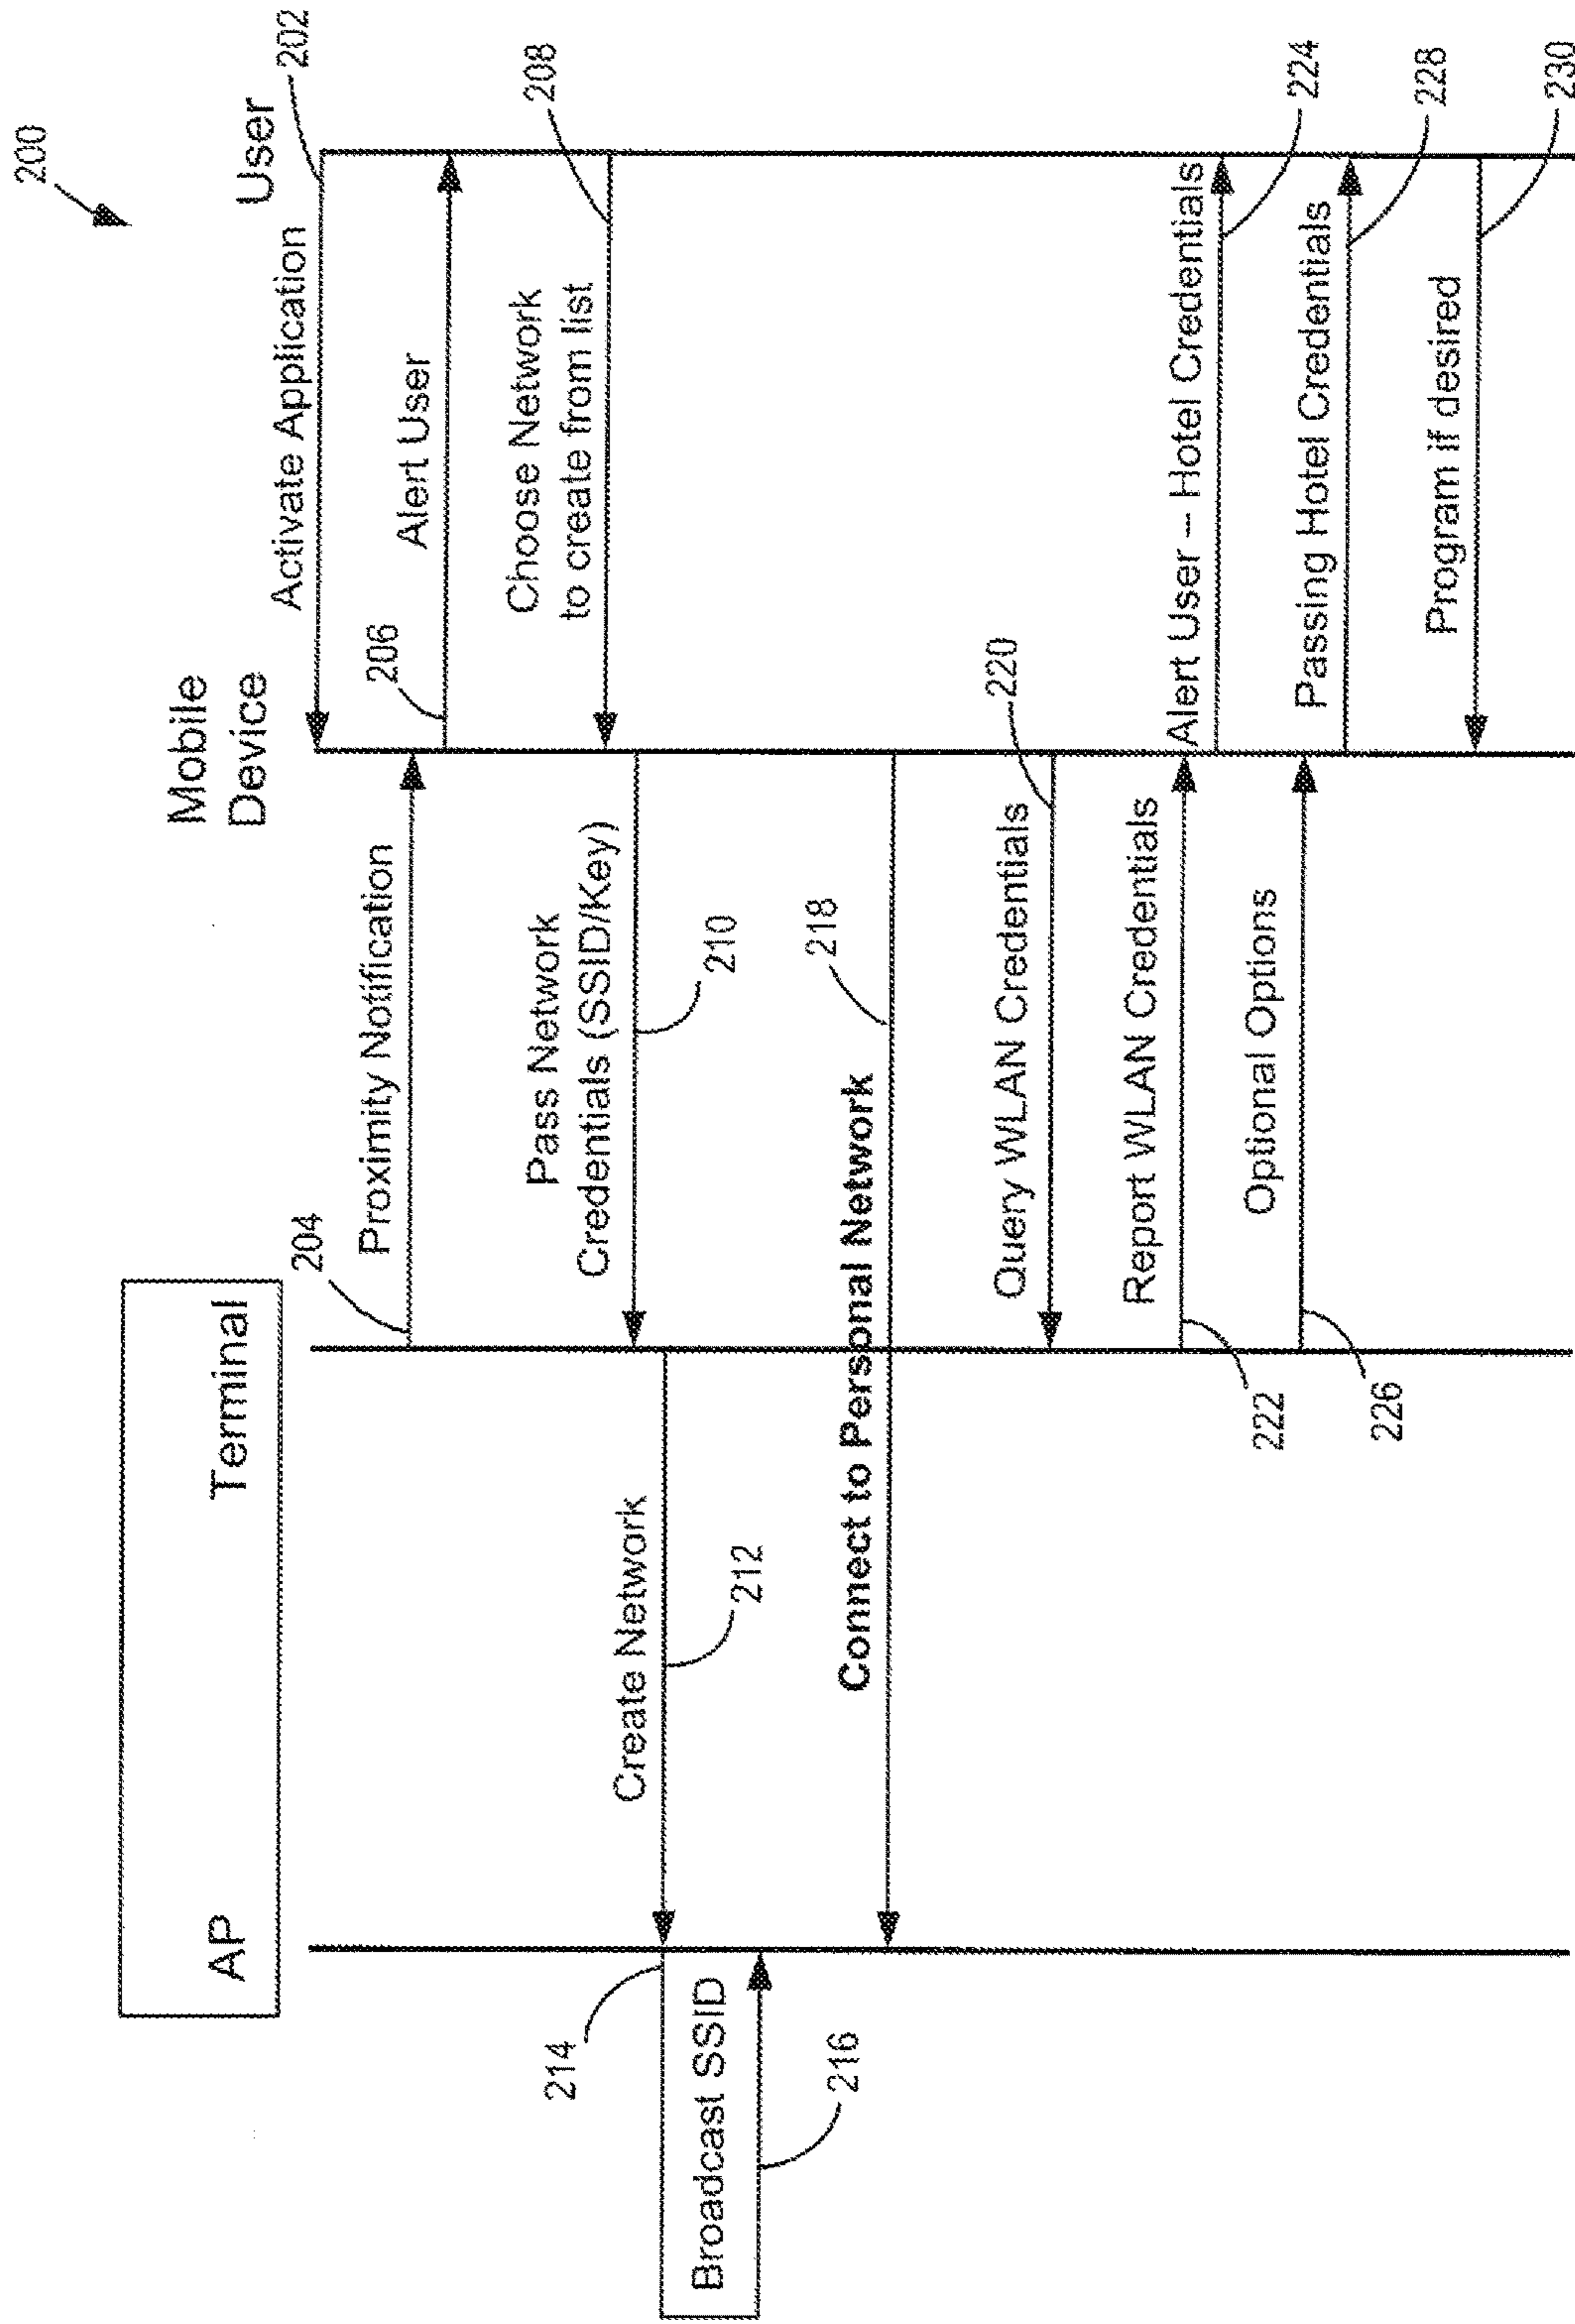 200
AP
Terminal
Mobile
Device
User
202
Activate Application
204
Proximity Notification
206
Alert User
208
Choose Network
to create from list
Pass Network
Credentials (SSID/Key)
210
Create Network
212
214
Broadcast SSID
216
218
Connect to Personal Network
220
Query WLAN Credentials
Report WLAN Credentials
222
Alert User – Hotel Credentials
224
Optional Options
226
Passing Hotel Credentials
228
Program if desired
230